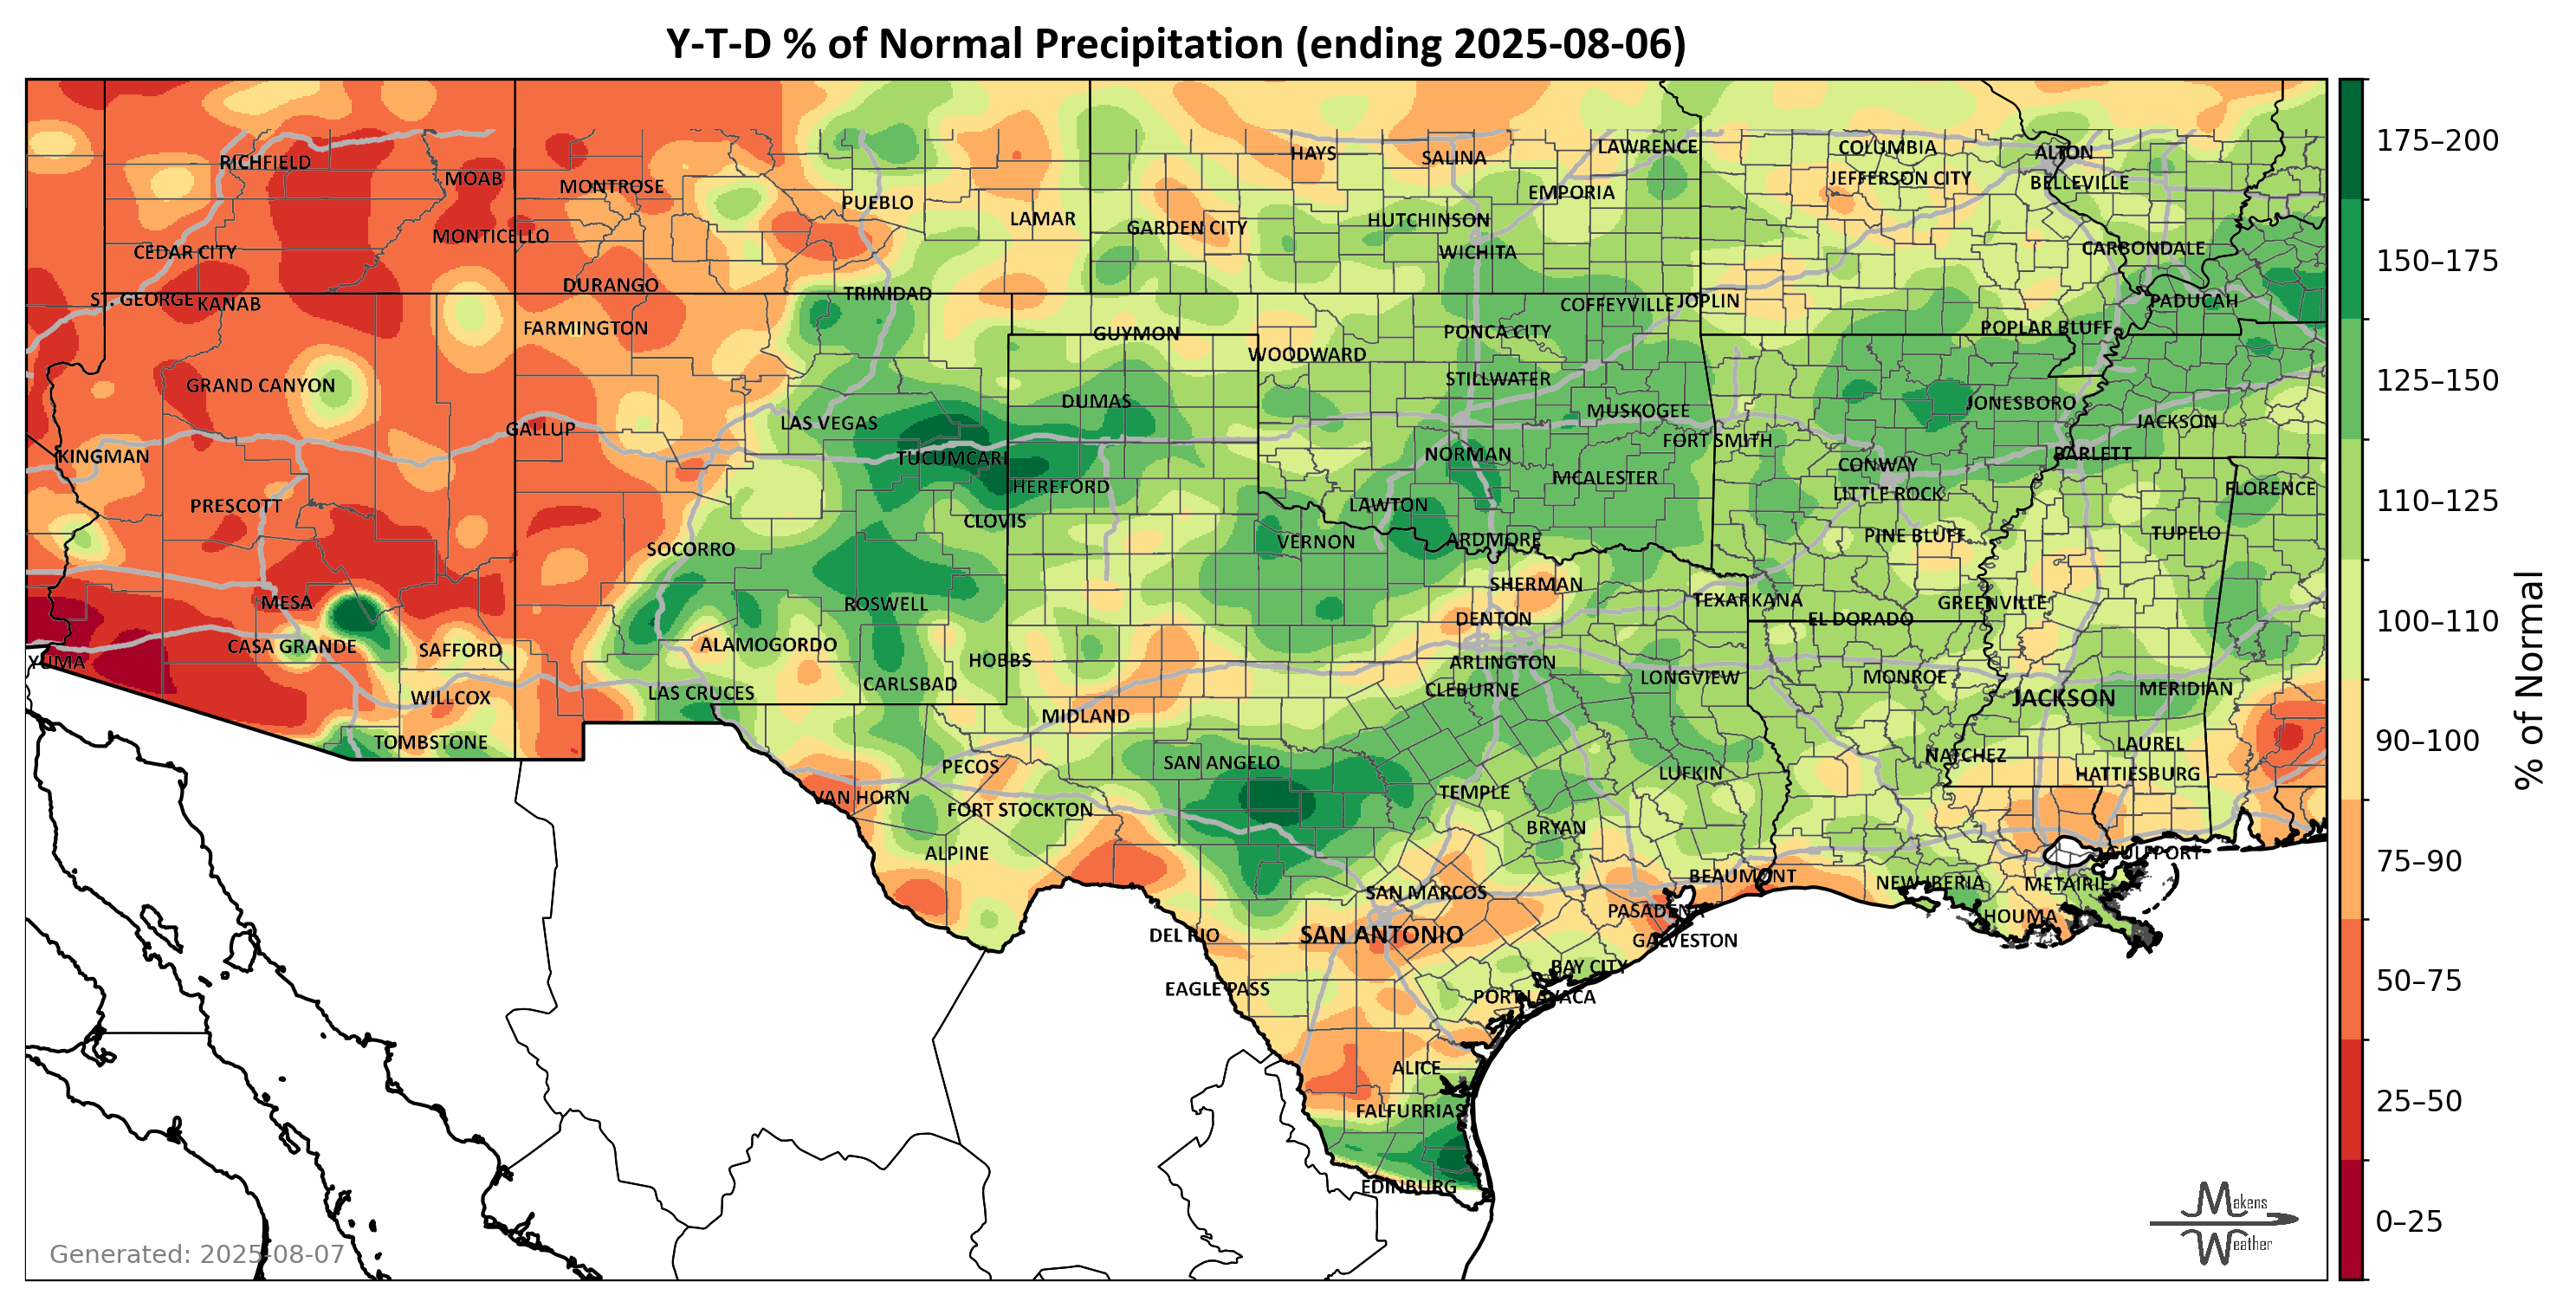 Y-T-D % of Normal Precipitation (ending 2025-08-06)
RICHFIELD
MOAB
MONTROSE
PUEBLO
LAMAR
HAYS
SALINA
LAWRENCE
COLUMBIA
ALTON
JEFFERSON CITY
BELLEVILLE
EMPORIA
GARDEN CITY
HUTCHINSON
WICHITA
CEDAR CITY
MONTICELLO
CARBONDALE
DURANGO
TRINIDAD
ST. GEORGE
KANAB
COFFEYVILLE
JOPLIN
PADUCAH
FARMINGTON
GUYMON
PONCA CITY
POPLAR BLUFF
WOODWARD
STILLWATER
GRAND CANYON
DUMAS
MUSKOGEE
JONESBORO
LAS VEGAS
JACKSON
GALLUP
FORT SMITH
KINGMAN
TUCUMCARI
NORMAN
BARLETT
CONWAY
MCALESTER
HEREFORD
LITTLE ROCK
FLORENCE
PRESCOTT
LAWTON
CLOVIS
PINE BLUFF
TUPELO
SOCORRO
VERNON
ARDMORE
SHERMAN
MESA
ROSWELL
TEXARKANA
GREENVILLE
DENTON
EL DORADO
CASA GRANDE
SAFFORD
ALAMOGORDO
HOBBS
ARLINGTON
YUMA
LONGVIEW
MONROE
CARLSBAD
CLEBURNE
LAS CRUCES
WILLCOX
JACKSON
MERIDIAN
MIDLAND
TOMBSTONE
LAUREL
NATCHEZ
PECOS
SAN ANGELO
LUFKIN
HATTIESBURG
VAN HORN
FORT STOCKTON
TEMPLE
BRYAN
ALPINE
GULFPORT
BEAUMONT
NEW IBERIA
METAIRIE
SAN MARCOS
PASADENA
HOUMA
DEL RIO
SAN ANTONIO
GALVESTON
BAY CITY
EAGLE PASS
PORT LAVACA
ALICE
FALFURRIAS
EDINBURG
Generated: 2025-08-07
Makens
Weather
175–200
150–175
125–150
110–125
100–110
90–100
75–90
50–75
25–50
0–25
% of Normal